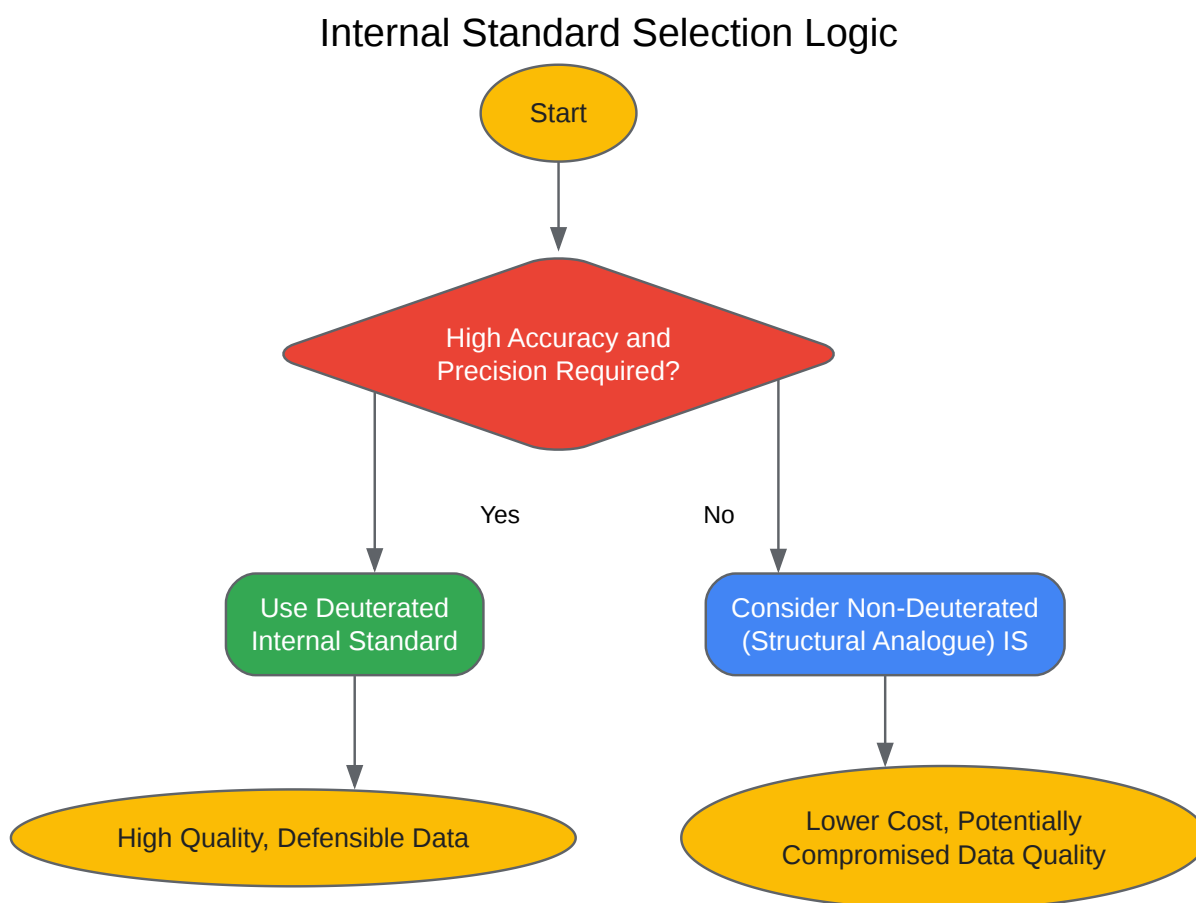 Internal Standard Selection Logic
Start
High Accuracy and
Precision Required?
Yes
No
Use Deuterated
Internal Standard
Consider Non-Deuterated
(Structural Analogue) IS
High Quality, Defensible Data
Lower Cost, Potentially
Compromised Data Quality